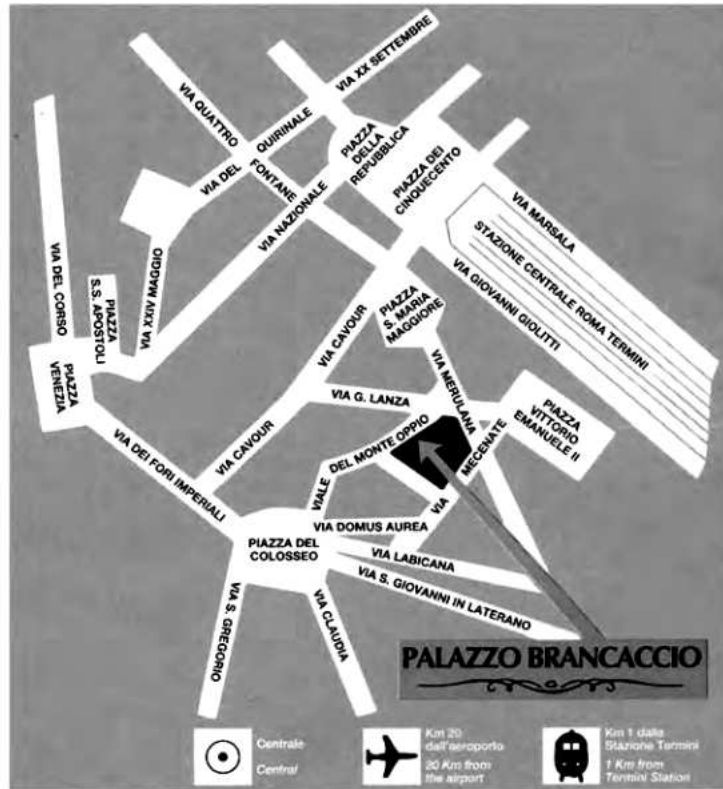 VIA XX SETTEMBRE
VIA QUATTRO
FONTANE
VIA DEL QUIRINALE
PIAZZA
DELLA
REPUBBLICA
PIAZZA DEI
CINQUECENTO
VIA NAZIONALE
VIA MARSALA
STAZIONE CENTRALE ROMA TERMINI
VIA GIOVANNI GIOLITTI
VIA DEL CORSO
PIAZZA
S.S. APOSTOLI
VIA XXIV MAGGIO
PIAZZA
VENEZIA
VIA CAVOUR
PIAZZA
S. MARIA
MAGGIORE
VIA MERULANA
VIA G. LANZA
PIAZZA
VITTORIO
EMANUELE II
VIA DEI FORI IMPERIALI
VIA CAVOUR
VIALE
DEL MONTE OPPIO
VIA MECENATE
VIA DOMUS AUREA
PIAZZA DEL
COLOSSEO
VIA LABICANA
VIA S. GIOVANNI IN LATERANO
VIA S. GREGORIO
VIA CLAUDIA
PALAZZO BRANCACCIO
Centrale
Central
Km 20
dall'aeroporto
20 Km from
the airport
Km 1 dalla
Stazione Termini
1 Km from
Termini Station